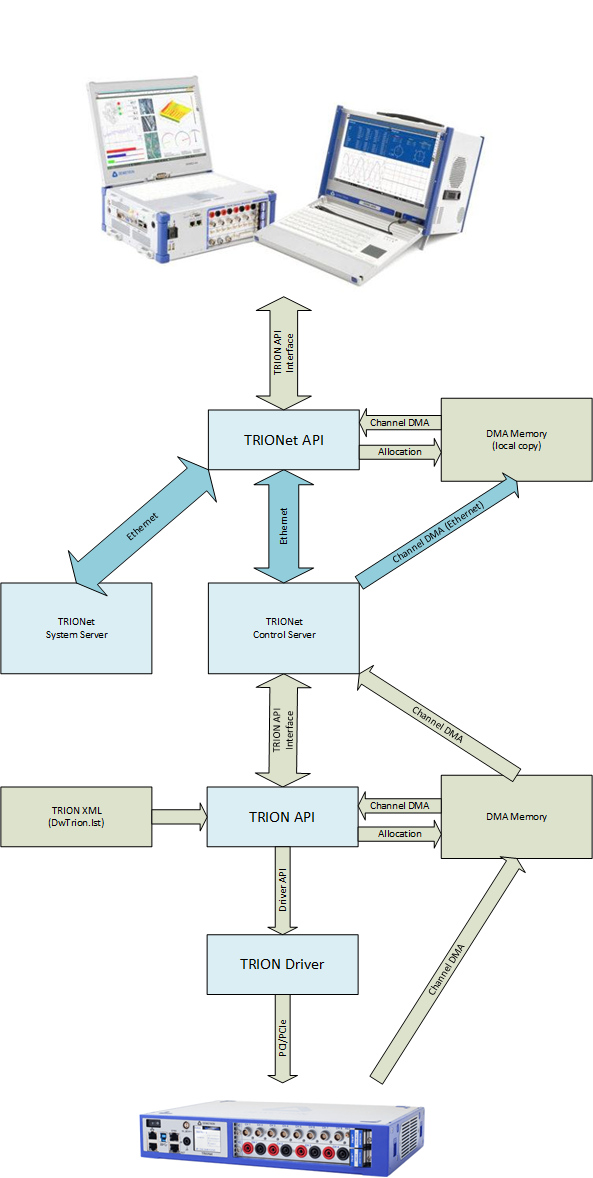 TRION API
Interface
TRIONet API
Channel DMA
Allocation
DMA Memory
(local copy)
Ethernet
Ethernet
Channel DMA (Ethernet)
TRIONet
System Server
TRIONet
Control Server
TRION API
Interface
Channel DMA
TRION XML
(DwTrion.lst)
TRION API
Channel DMA
Allocation
DMA Memory
Driver API
Channel DMA
TRION Driver
PCI/PCIe